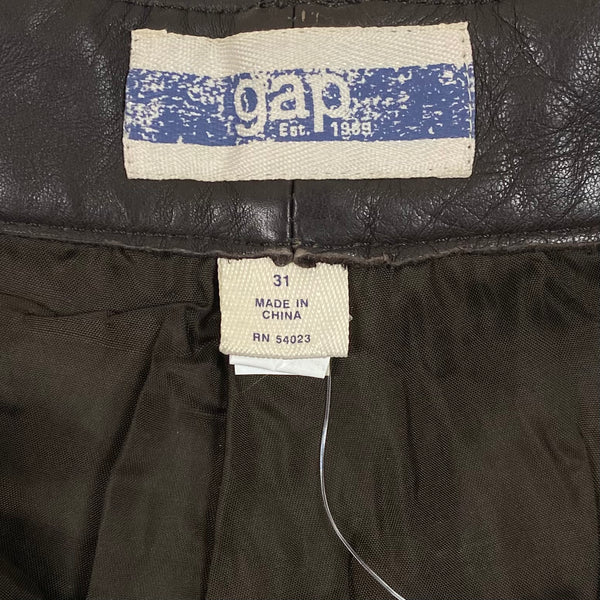 gap
Est. 1969
31
MADE IN
CHINA
RN 54023